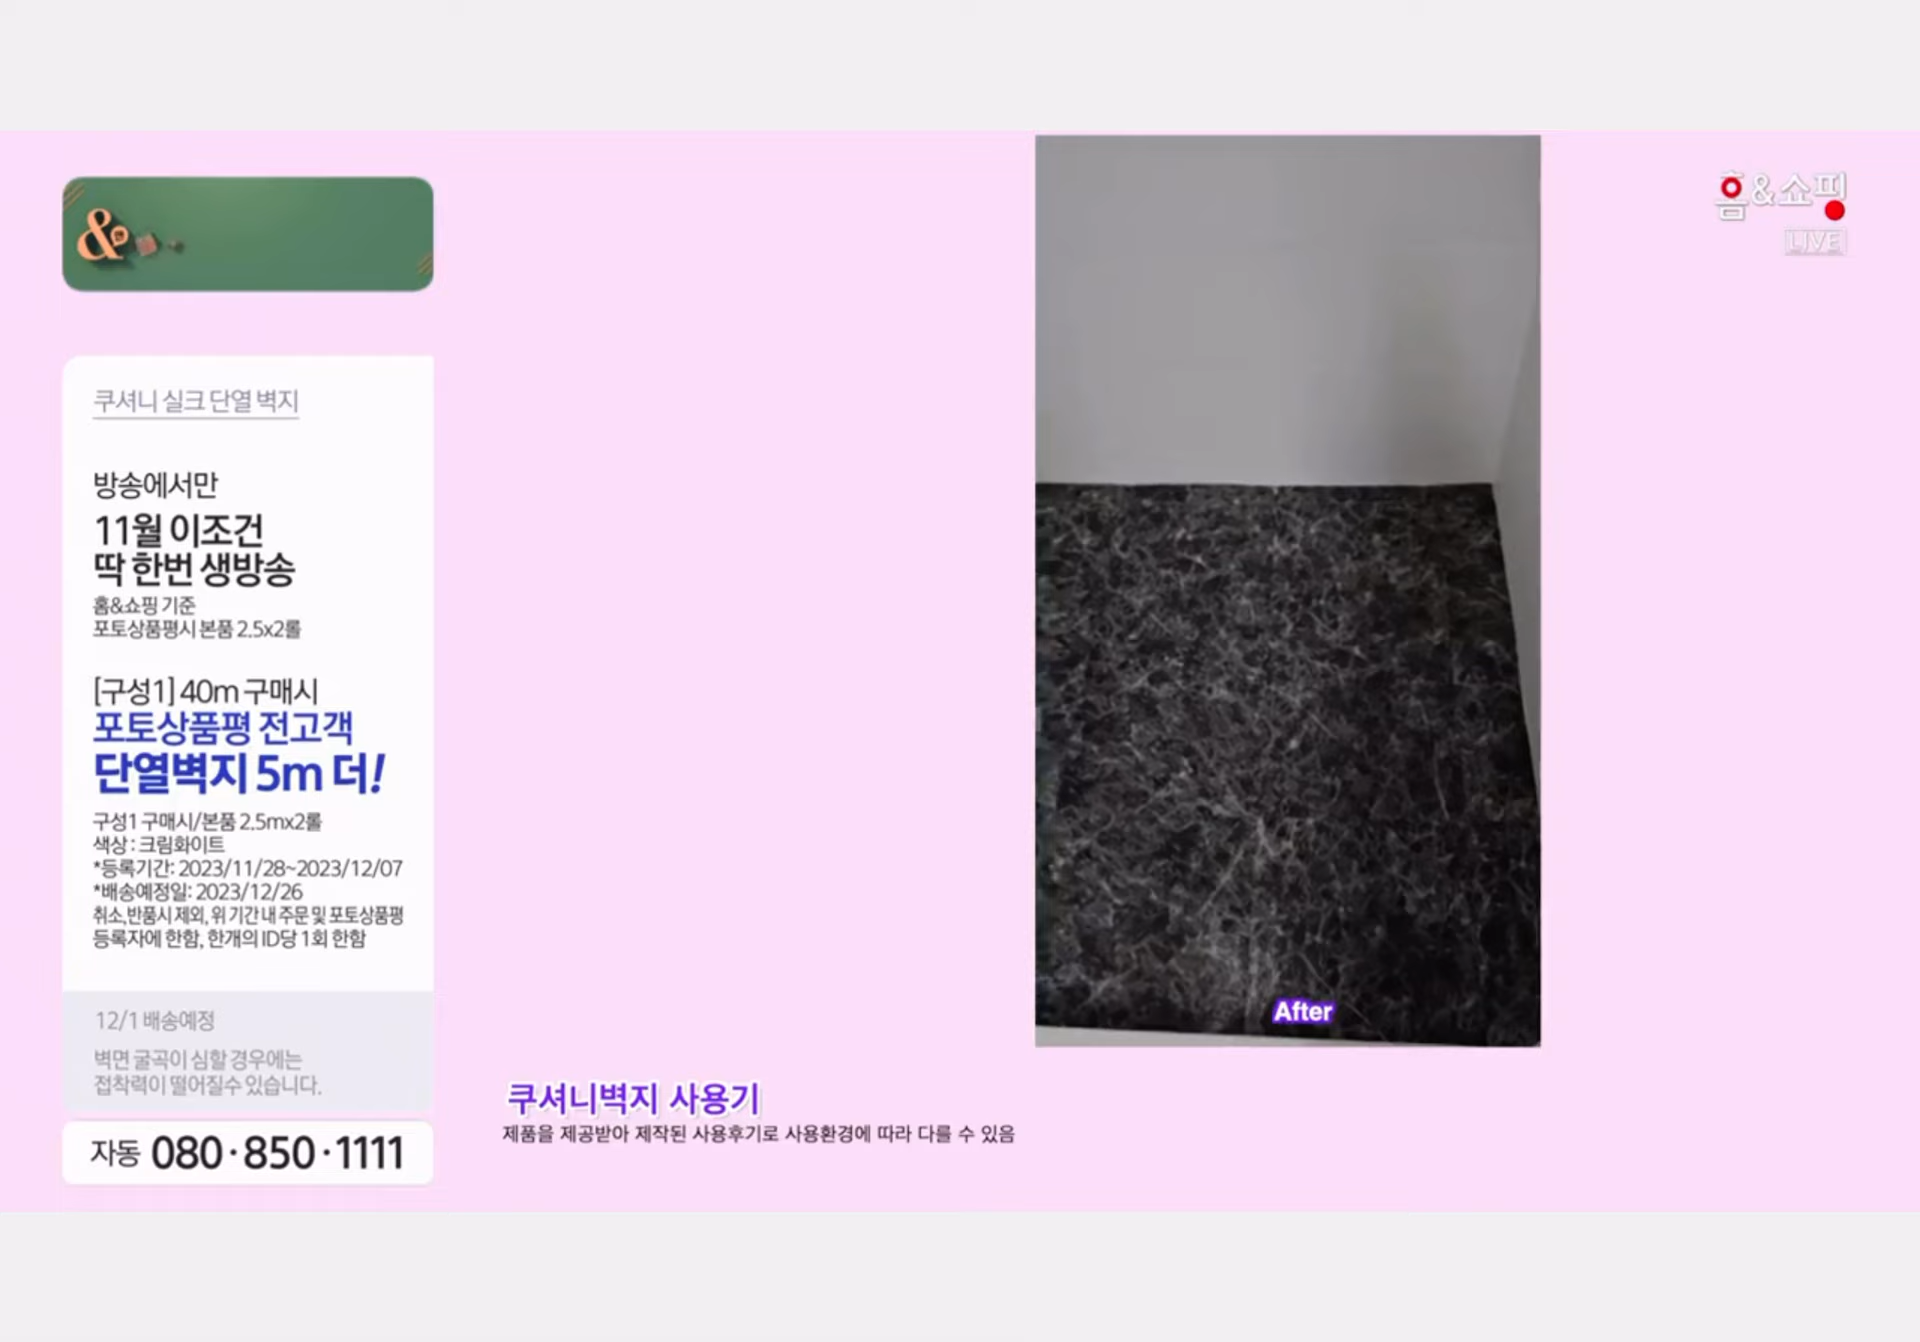 &
홈&쇼핑
LIVE
쿠셔니 실크 단열 벽지
방송에서만
11월 이조건
딱 한번 생방송
홈&쇼핑 기준
포토상품평시 본품 2.5x2롤
[구성1] 40m 구매시
포토상품평 전고객
단열벽지 5m 더!
구성1 구매시/본품 2.5mx2롤
색상 : 크림화이트
*등록기간: 2023/11/28~2023/12/07
*배송예정일: 2023/12/26
취소,반품시 제외, 위 기간 내 주문 및 포토상품평
등록자에 한함, 한개의 ID당 1회 한함
12/1 배송예정
벽면 굴곡이 심할 경우에는
접착력이 떨어질수 있습니다.
자동 080·850·1111
After
쿠셔니벽지 사용기
제품을 제공받아 제작된 사용후기로 사용환경에 따라 다를 수 있음